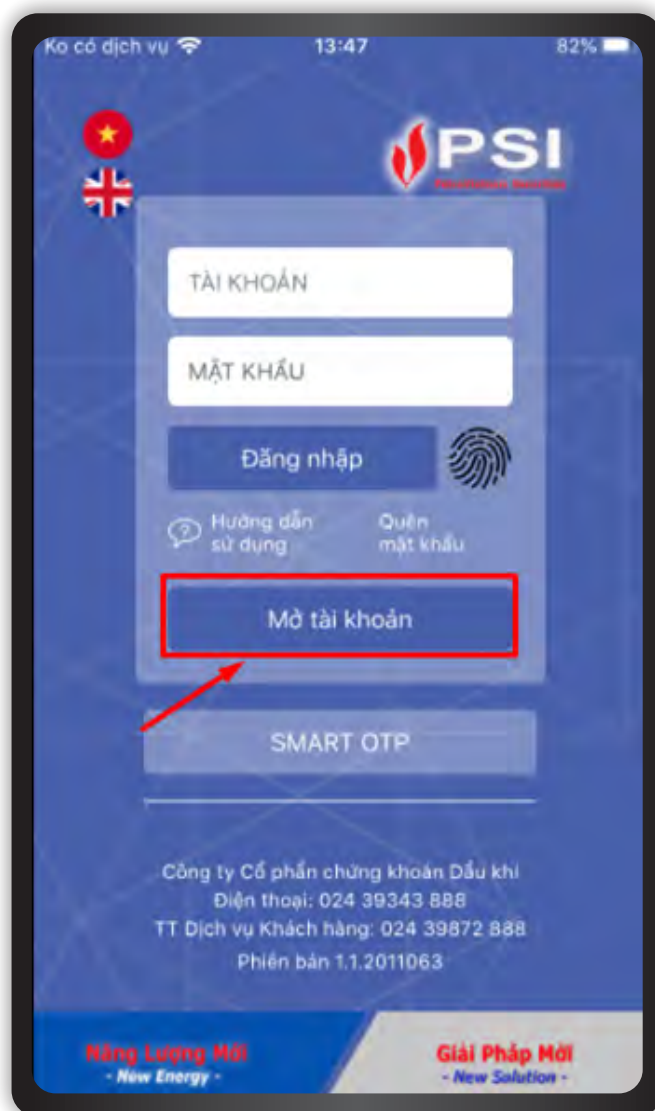 Ko có dịch vụ 13:47 82%
PSI
TÀI KHOẢN
MẬT KHẨU
Đăng nhập
Hướng dẫn
sử dụng
Quên
mật khẩu
Mở tài khoản
SMART OTP
Công ty Cổ phần chứng khoán Dầu khí
Điện thoại: 024 39343 888
TT Dịch vụ Khách hàng: 024 39872 888
Phiên bản 1.1.2011063
Năng Lượng Mới
- New Energy -
Giải Pháp Mới
- New Solution -